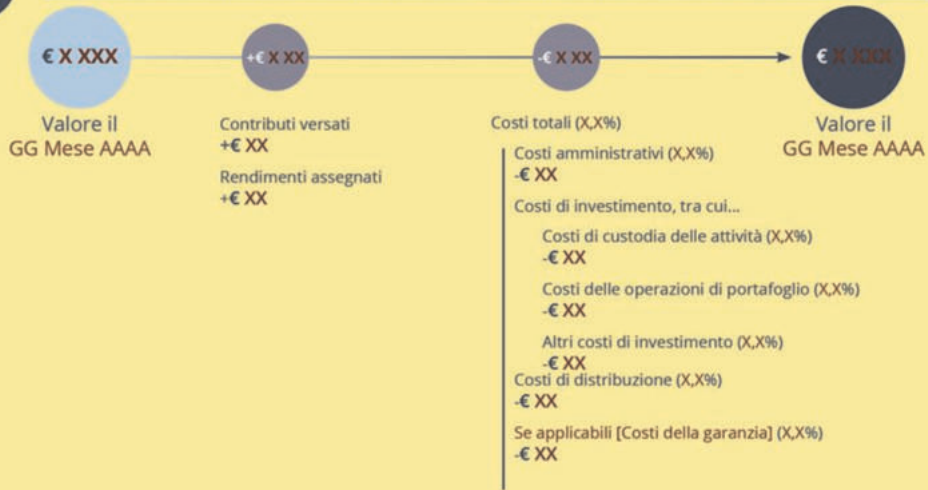 € X XXX
+€ X XX
-€ X XX
€ X XXX
Valore il
GG Mese AAAA
Contributi versati
+€ XX
Rendimenti assegnati
+€ XX
Costi totali (X,X%)
Costi amministrativi (X,X%)
-€ XX
Costi di investimento, tra cui...
Costi di custodia delle attività (X,X%)
-€ XX
Costi delle operazioni di portafoglio (X,X%)
-€ XX
Altri costi di investimento (X,X%)
-€ XX
Costi di distribuzione (X,X%)
-€ XX
Se applicabili [Costi della garanzia] (X,X%)
-€ XX
Valore il
GG Mese AAAA